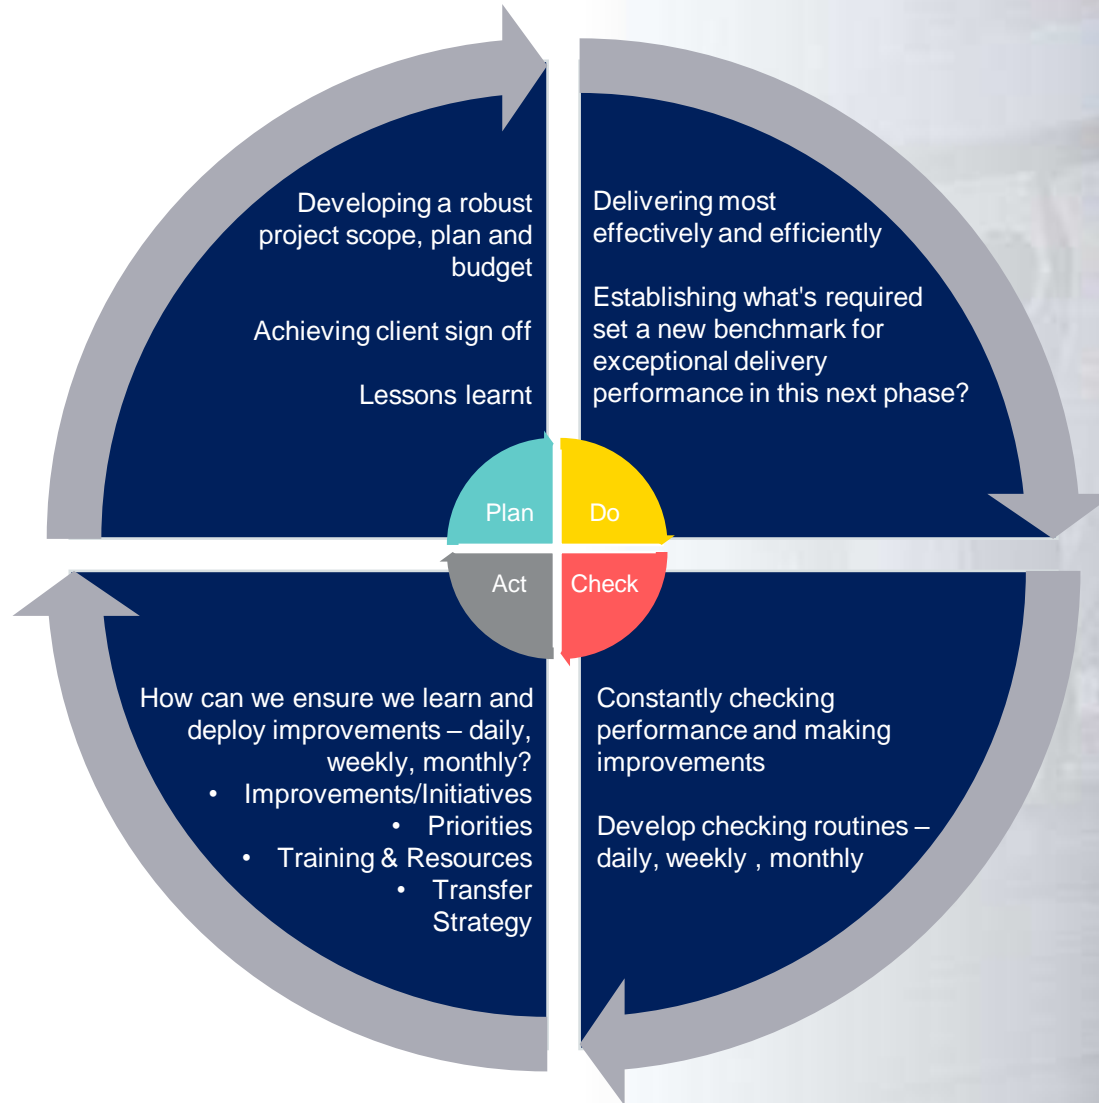 Developing a robust
project scope, plan and
budget
Achieving client sign off
Lessons learnt
Delivering most
effectively and efficiently
Establishing what's required
set a new benchmark for
exceptional delivery
performance in this next phase?
Plan
Do
Act
Check
How can we ensure we learn and
deploy improvements – daily,
weekly, monthly?
• Improvements/Initiatives
• Priorities
• Training & Resources
• Transfer
Strategy
Constantly checking
performance and making
improvements
Develop checking routines –
daily, weekly , monthly